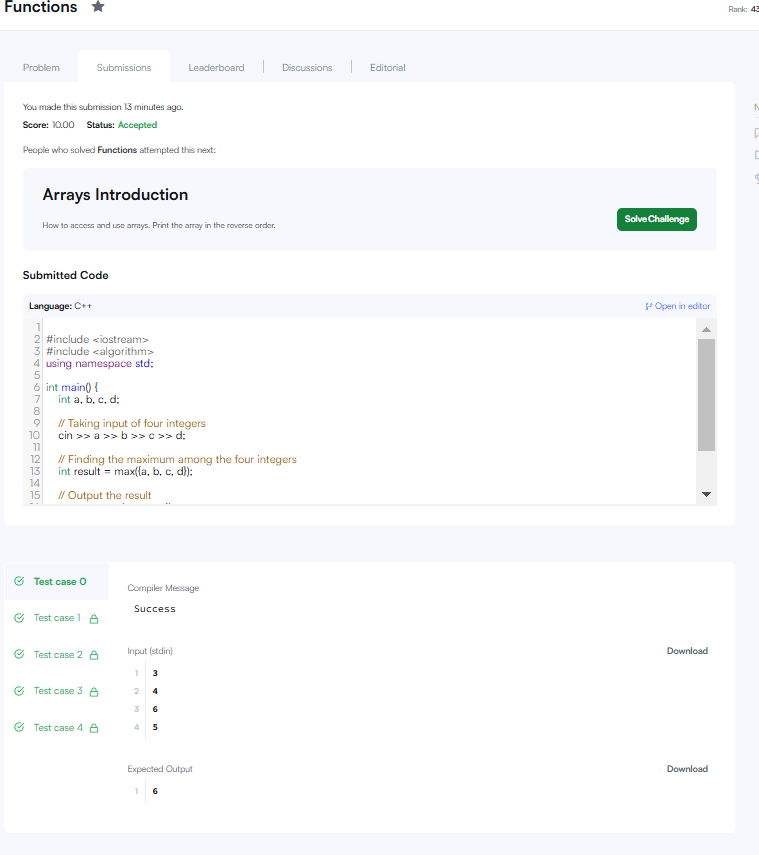 Functions ★
Rank: 43
Problem Submissions Leaderboard | Discussions | Editorial
You made this submission 13 minutes ago.
Score: 10.00 Status: Accepted
People who solved Functions attempted this next:
Arrays Introduction
How to access and use arrays. Print the array in the reverse order.
Solve Challenge
Submitted Code
Language: C++ Open in editor
1
2 #include <iostream>
3 #include <algorithm>
4 using namespace std;
5
6 int main() {
7 int a, b, c, d;
8
9 // Taking input of four integers
10 cin >> a >> b >> c >> d;
11
12 // Finding the maximum among the four integers
13 int result = max({a, b, c, d});
14
15 // Output the result
Test case 0
Test case 1
Test case 2
Test case 3
Test case 4
Compiler Message
Success
Input (stdin) Download
1 3
2 4
3 6
4 5
Expected Output Download
1 6